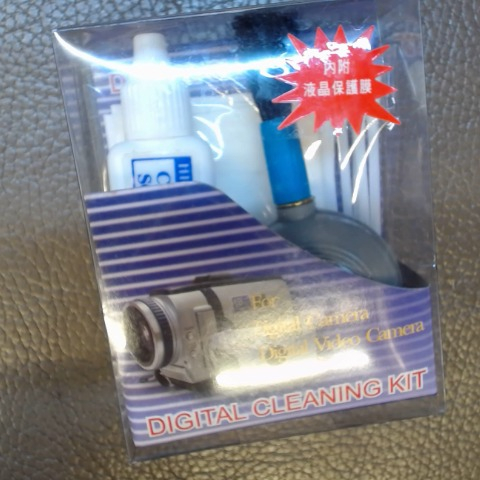 內附
液晶保護膜
For
Digital Camera
Digital Video Camera
DIGITAL CLEANING KIT